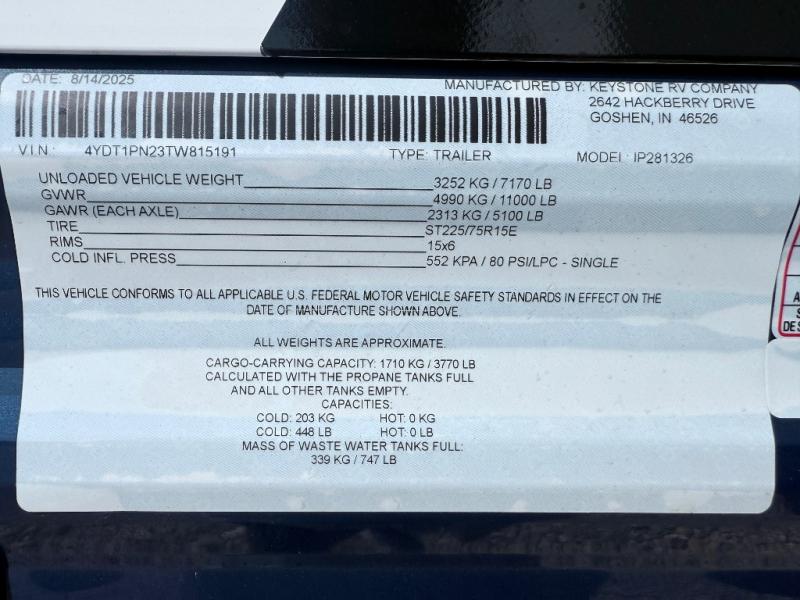 DATE: 8/14/2025
MANUFACTURED BY: KEYSTONE RV COMPANY
2642 HACKBERRY DRIVE
GOSHEN, IN 46526
V.I.N.: 4YDT1PN23TW815191 TYPE: TRAILER MODEL: IP281326
UNLOADED VEHICLE WEIGHT 3252 KG / 7170 LB
GVWR 4990 KG / 11000 LB
GAWR (EACH AXLE) 2313 KG / 5100 LB
TIRE ST225/75R15E
RIMS 15x6
COLD INFL. PRESS 552 KPA / 80 PSI/LPC - SINGLE
THIS VEHICLE CONFORMS TO ALL APPLICABLE U.S. FEDERAL MOTOR VEHICLE SAFETY STANDARDS IN EFFECT ON THE
DATE OF MANUFACTURE SHOWN ABOVE.
ALL WEIGHTS ARE APPROXIMATE.
CARGO-CARRYING CAPACITY: 1710 KG / 3770 LB
CALCULATED WITH THE PROPANE TANKS FULL
AND ALL OTHER TANKS EMPTY.
CAPACITIES:
COLD: 203 KG HOT: 0 KG
COLD: 448 LB HOT: 0 LB
MASS OF WASTE WATER TANKS FULL:
339 KG / 747 LB